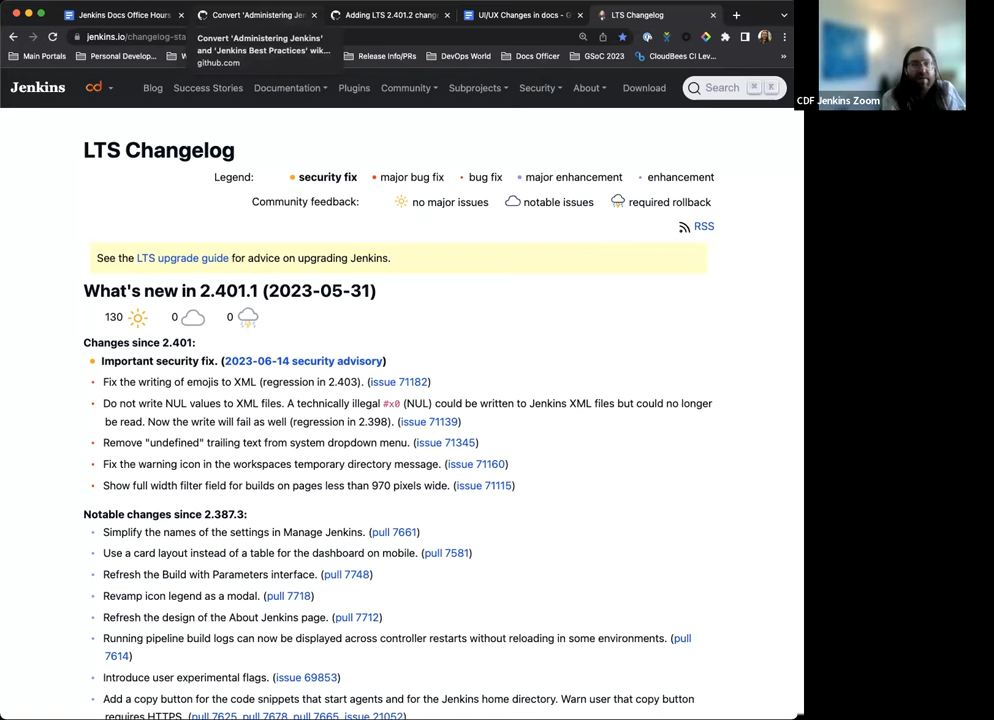 Jenkins Docs Office Hours
Convert 'Administering Jen
Adding LTS 2.401.2 chang
UI/UX Changes in docs - G
LTS Changelog
jenkins.io/changelog-sta
Convert 'Administering Jenkins'
and 'Jenkins Best Practices' wik...
github.com
Main Portals
Personal Develop...
Release Info/PRs
DevOps World
Docs Officer
GSoC 2023
CloudBees CI Lev...
»
Jenkins
cd
Blog
Success Stories
Documentation
Plugins
Community
Subprojects
Security
About
Download
Search
⌘
K
CDF Jenkins Zoom
LTS Changelog
Legend: security fix major bug fix bug fix major enhancement enhancement
Community feedback: no major issues notable issues required rollback
RSS
See the LTS upgrade guide for advice on upgrading Jenkins.
What's new in 2.401.1 (2023-05-31)
130 0 0
Changes since 2.401:
Important security fix. (2023-06-14 security advisory)
Fix the writing of emojis to XML (regression in 2.403). (issue 71182)
Do not write NUL values to XML files. A technically illegal #x0 (NUL) could be written to Jenkins XML files but could no longer
be read. Now the write will fail as well (regression in 2.398). (issue 71139)
Remove "undefined" trailing text from system dropdown menu. (issue 71345)
Fix the warning icon in the workspaces temporary directory message. (issue 71160)
Show full width filter field for builds on pages less than 970 pixels wide. (issue 71115)
Notable changes since 2.387.3:
Simplify the names of the settings in Manage Jenkins. (pull 7661)
Use a card layout instead of a table for the dashboard on mobile. (pull 7581)
Refresh the Build with Parameters interface. (pull 7748)
Revamp icon legend as a modal. (pull 7718)
Refresh the design of the About Jenkins page. (pull 7712)
Running pipeline build logs can now be displayed across controller restarts without reloading in some environments. (pull
7614)
Introduce user experimental flags. (issue 69853)
Add a copy button for the code snippets that start agents and for the Jenkins home directory. Warn user that copy button
requires HTTPS. (pull 7625, pull 7678, pull 7665, issue 21052)